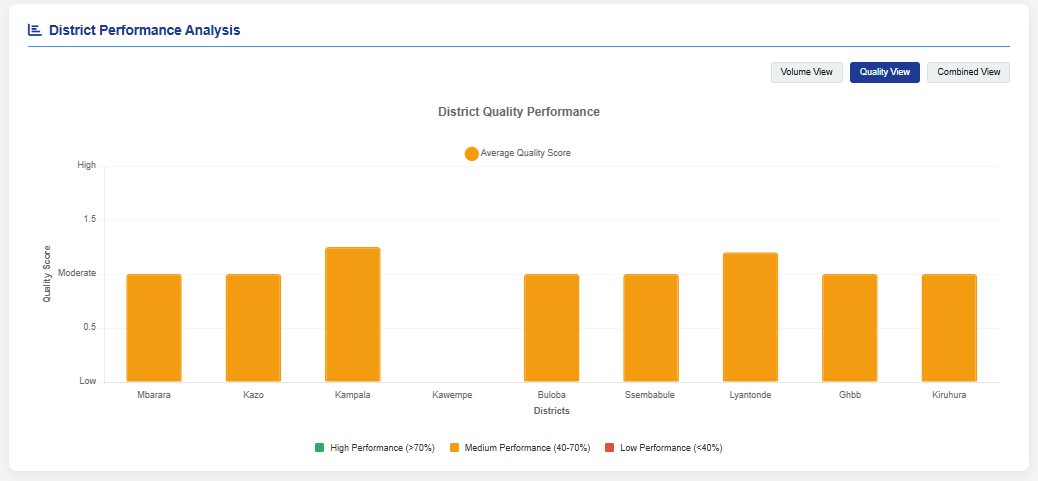 District Performance Analysis
Volume View Quality View Combined View
District Quality Performance
Average Quality Score
High
1.5
Moderate
0.5
Low
Quality Score
Mbarara Kazo Kampala Kawempe Buloba Ssembabule Lyantonde Ghbb Kiruhura
Districts
High Performance (>70%) Medium Performance (40-70%) Low Performance (<40%)